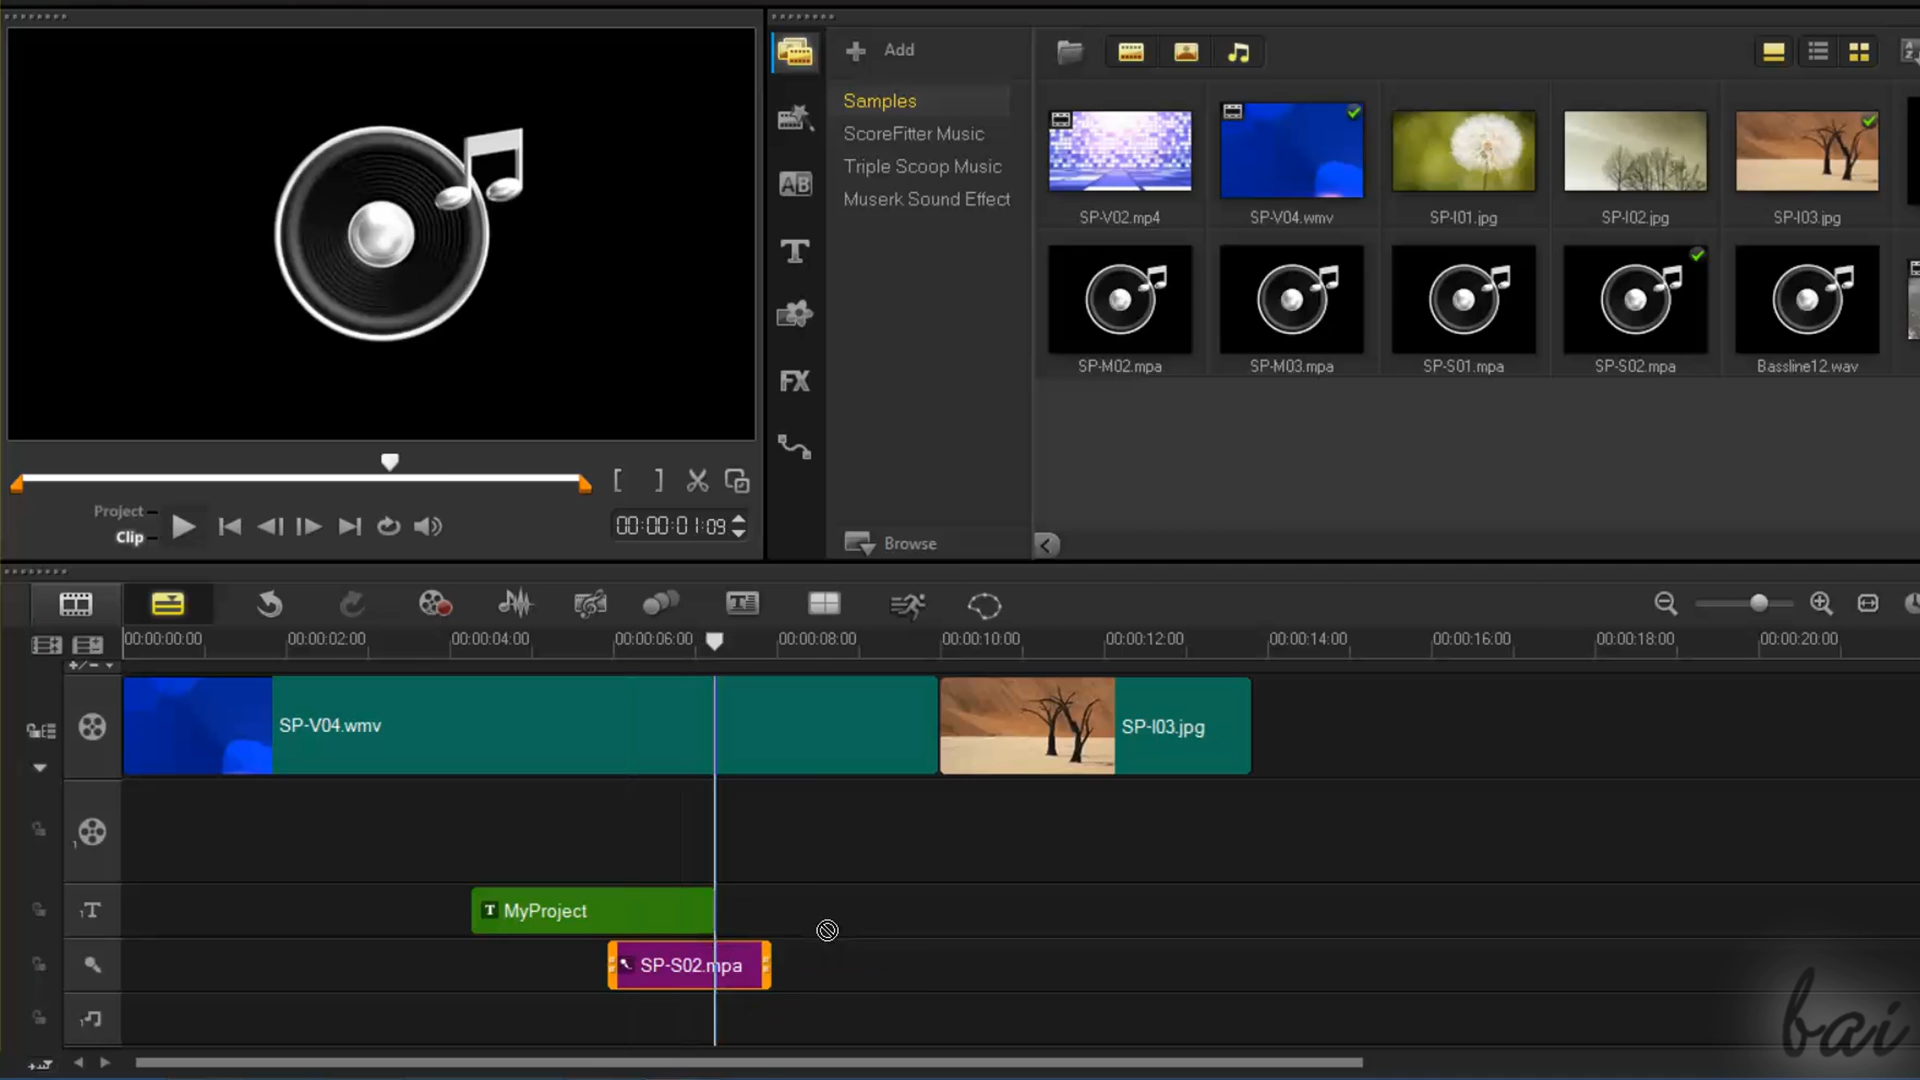 Add
Samples
ScoreFitter Music
Triple Scoop Music
Muserk Sound Effect
Browse
SP-V02.mp4
SP-V04.wmv
SP-I01.jpg
SP-I02.jpg
SP-I03.jpg
SP-M02.mpa
SP-M03.mpa
SP-S01.mpa
SP-S02.mpa
Bassline12.wav
AB
T
FX
Project
Clip
00:00:01:09
00:00:00:00 00:00:02:00 00:00:04:00 00:00:06:00 00:00:08:00 00:00:10:00 00:00:12:00 00:00:14:00 00:00:16:00 00:00:18:00 00:00:20:00
SP-V04.wmv
SP-I03.jpg
1
1T
T MyProject
SP-S02.mpa
1
bai